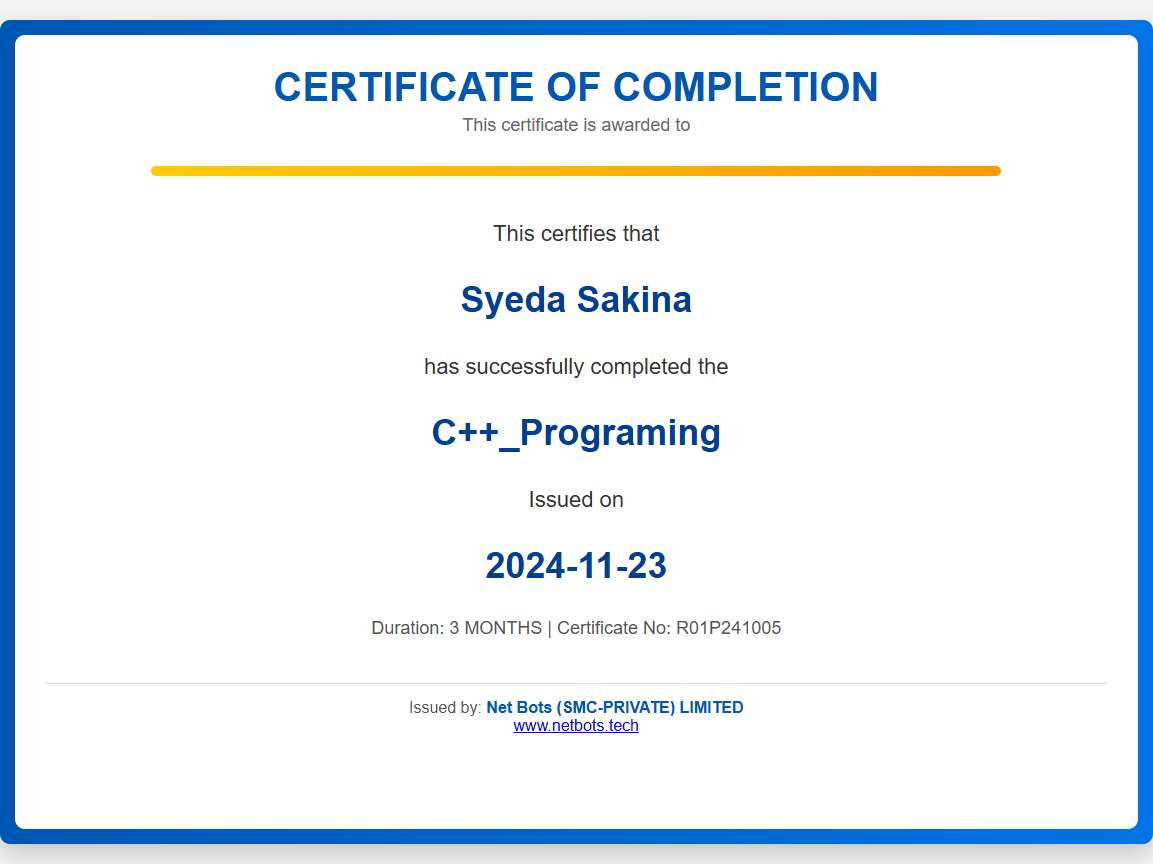 CERTIFICATE OF COMPLETION
This certificate is awarded to
This certifies that
Syeda Sakina
has successfully completed the
C++_Programing
Issued on
2024-11-23
Duration: 3 MONTHS | Certificate No: R01P241005
Issued by: Net Bots (SMC-PRIVATE) LIMITED
www.netbots.tech